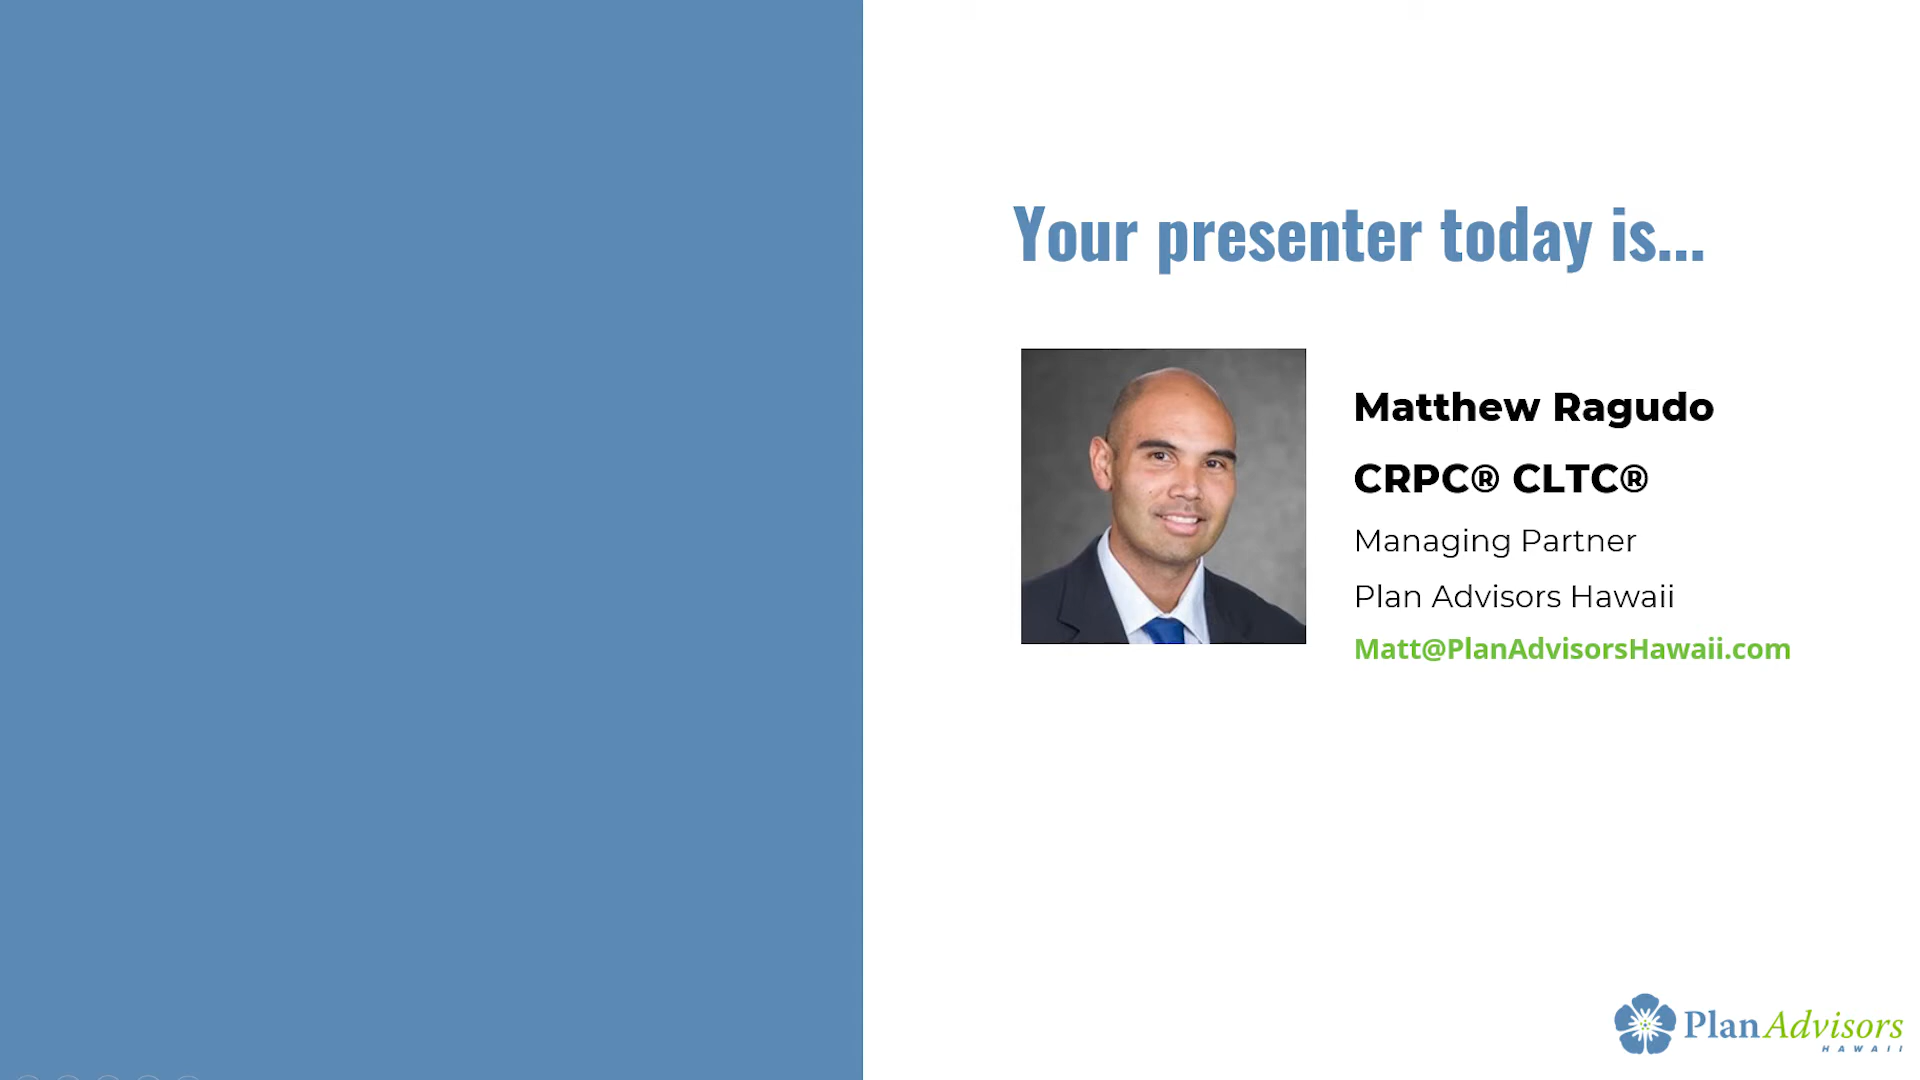 Your presenter today is...
Matthew Ragudo
CRPC® CLTC®
Managing Partner
Plan Advisors Hawaii
Matt@PlanAdvisorsHawaii.com
Plan Advisors
HAWAII